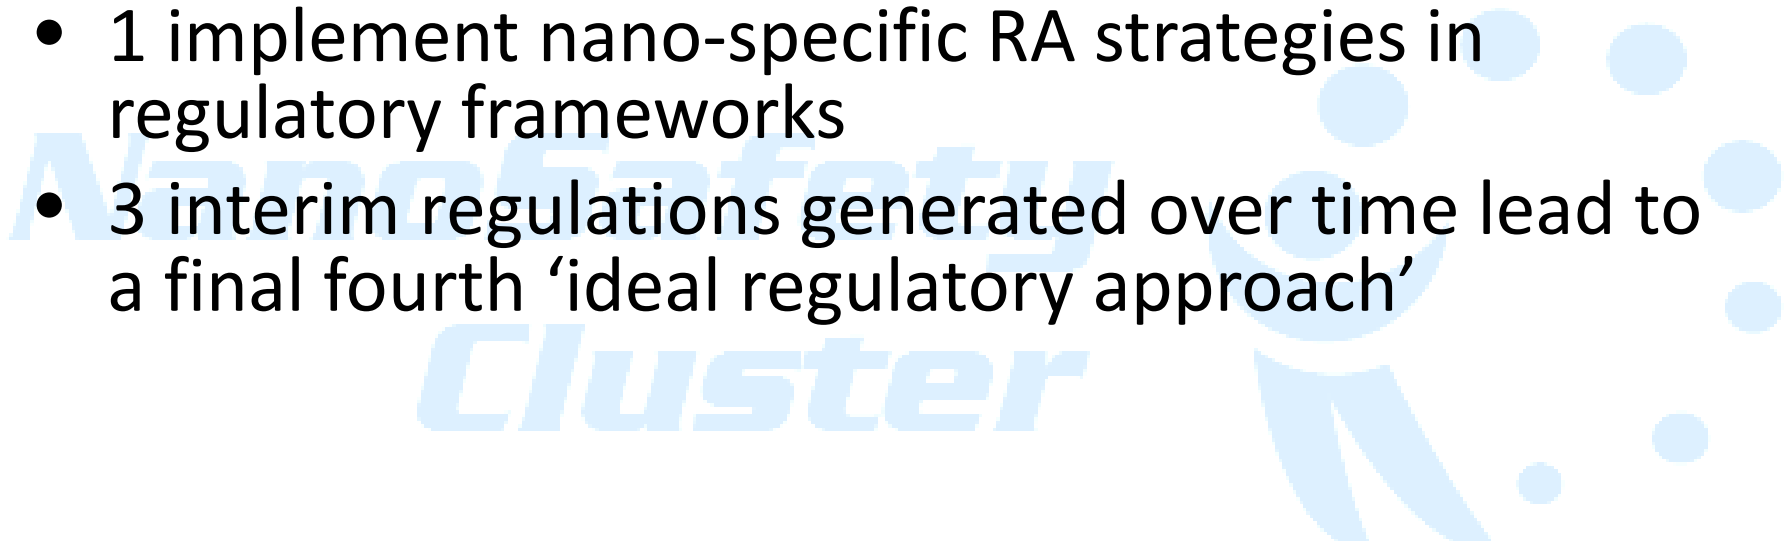 • 1 implement nano-specific RA strategies in
regulatory frameworks
• 3 interim regulations generated over time lead to
a final fourth ‘ideal regulatory approach’
NanoSafety
Cluster